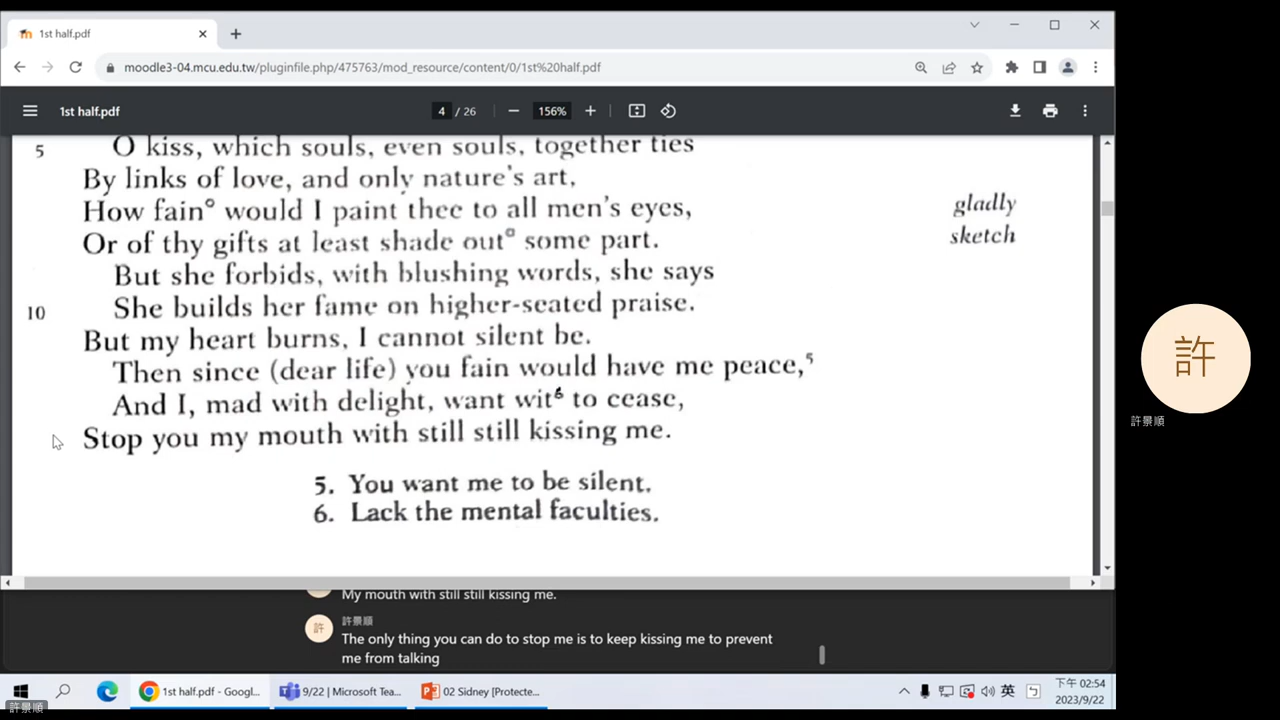 1st half.pdf
moodle3-04.mcu.edu.tw/pluginfile.php/475763/mod_resource/content/0/1st%20half.pdf
1st half.pdf
4 / 26
156%
5 O kiss, which souls, even souls, together ties
By links of love, and only nature's art,
How fain° would I paint thee to all men's eyes, gladly
Or of thy gifts at least shade out° some part. sketch
But she forbids, with blushing words, she says
10 She builds her fame on higher-seated praise.
But my heart burns, I cannot silent be.
Then since (dear life) you fain would have me peace,⁵
And I, mad with delight, want wit⁶ to cease,
Stop you my mouth with still still kissing me.
5. You want me to be silent.
6. Lack the mental faculties.
許
許景順
My mouth with still still kissing me.
許景順
許
The only thing you can do to stop me is to keep kissing me to prevent
me from talking
1st half.pdf - Googl...
9/22 | Microsoft Tea...
02 Sidney [Protecte...
英
下午 02:54
2023/9/22
許景順